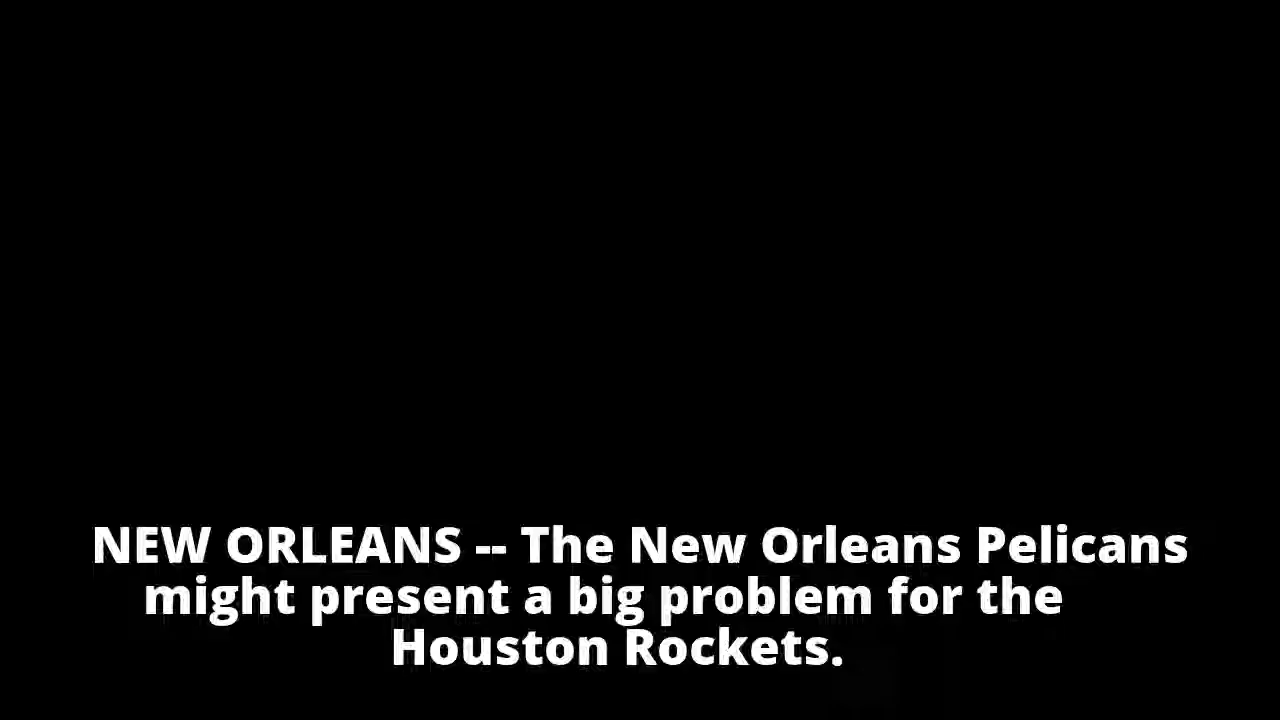 NEW ORLEANS -- The New Orleans Pelicans
might present a big problem for the
Houston Rockets.